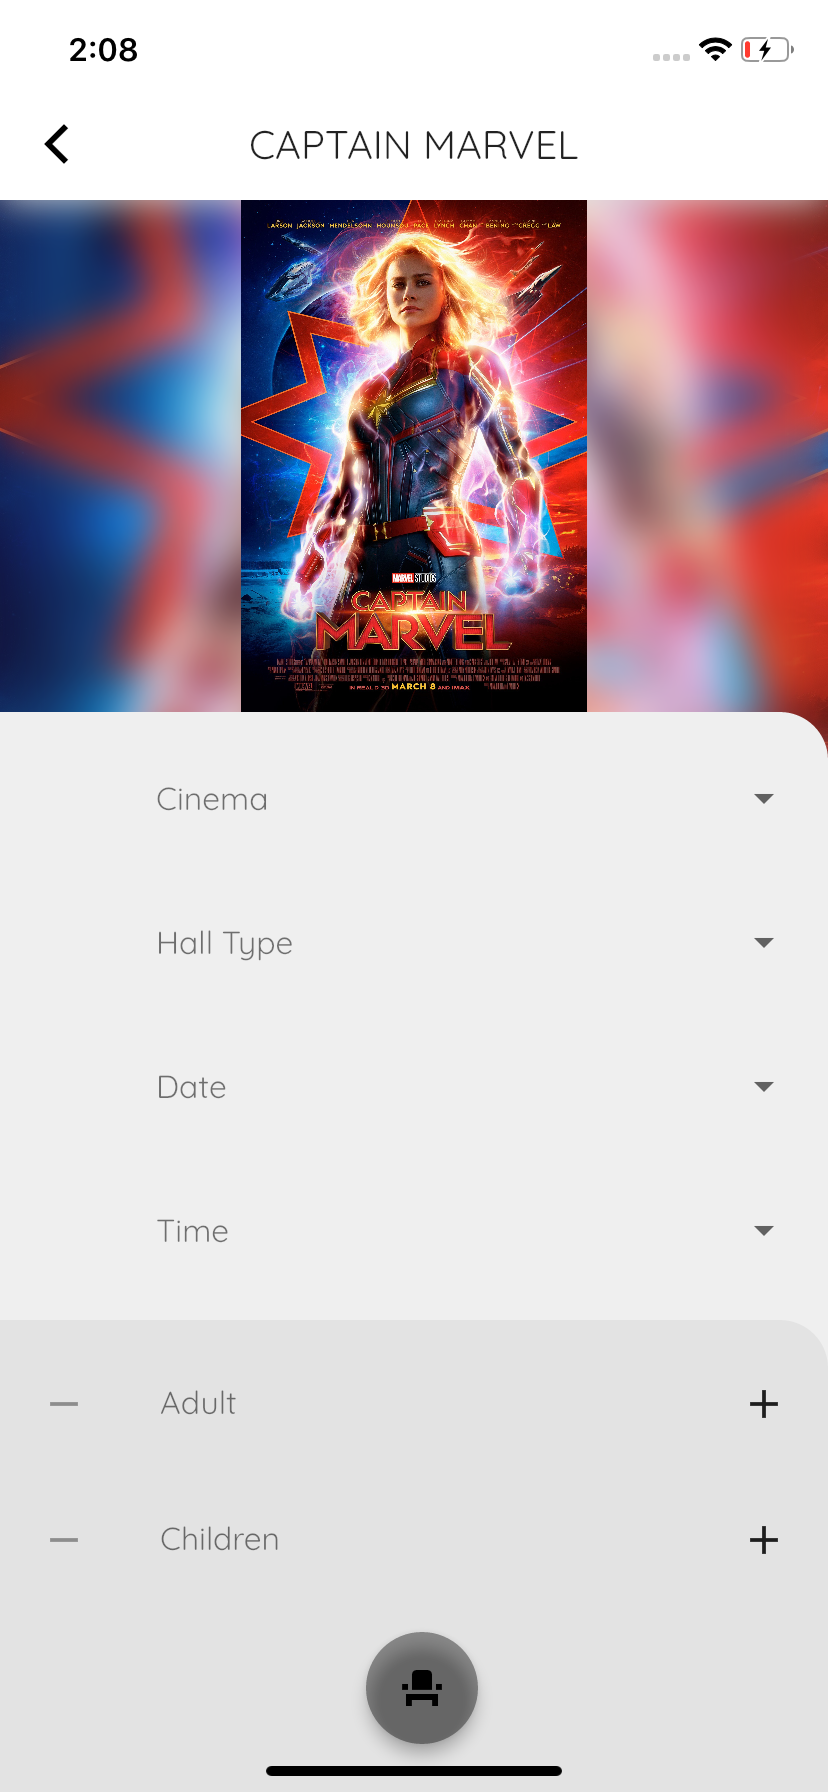 2:08
CAPTAIN MARVEL
LARSON JACKSON MENDELSOHN HOUNSOU PACE LYNCH CHAN BENING GREGG LAW
MARVEL STUDIOS
CAPTAIN
MARVEL
IN REAL D 3D MARCH 8 AND IMAX
Cinema
Hall Type
Date
Time
Adult
Children